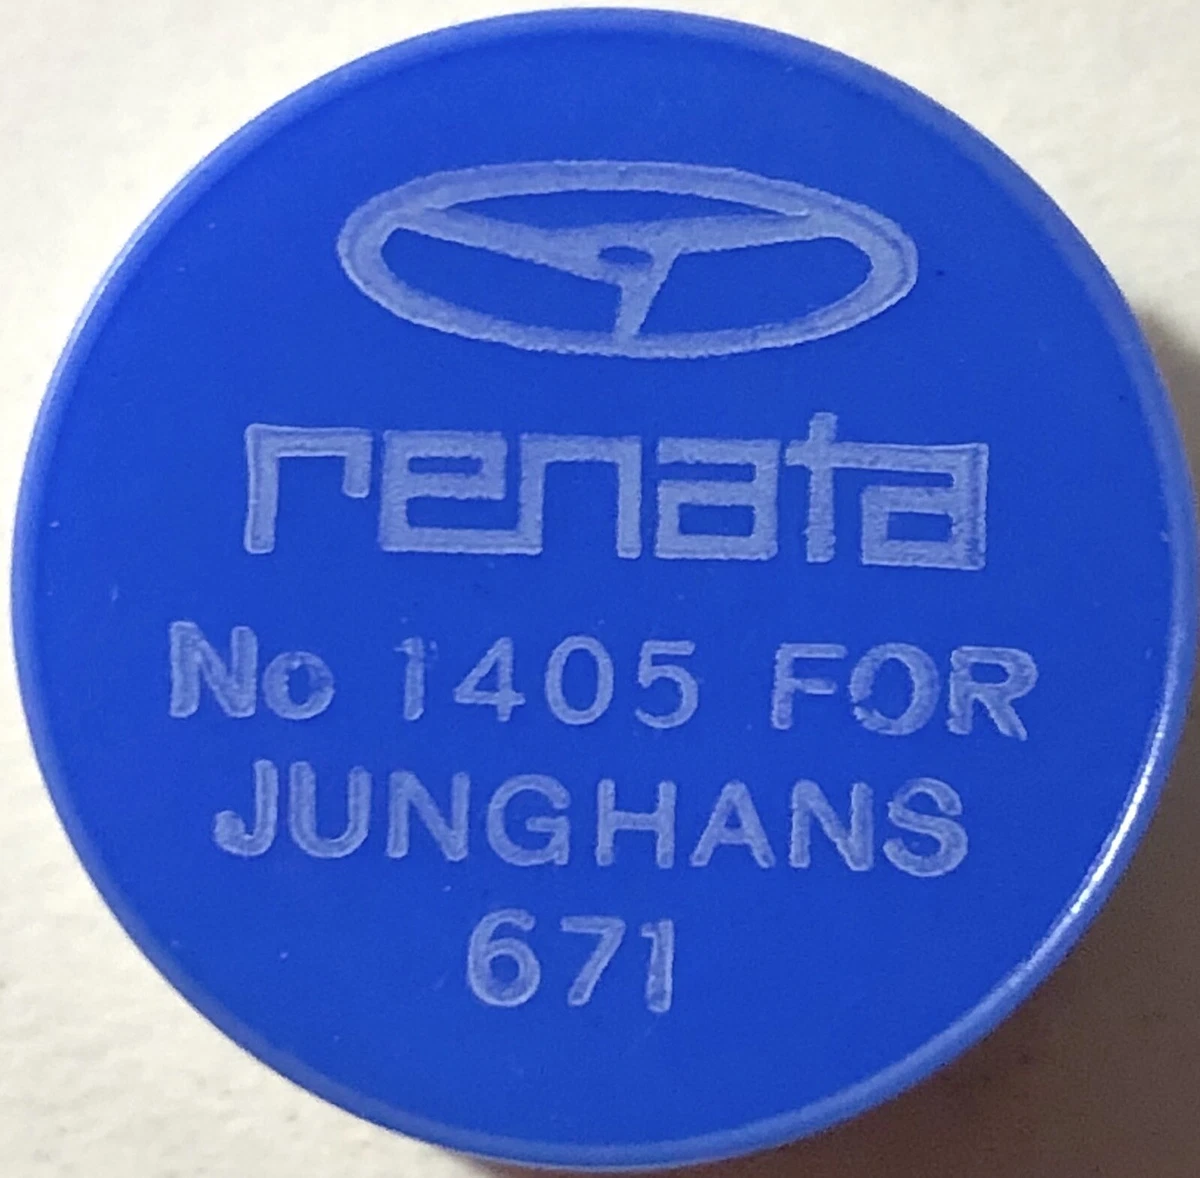 renata
No 1405 FOR
JUNGHANS
671